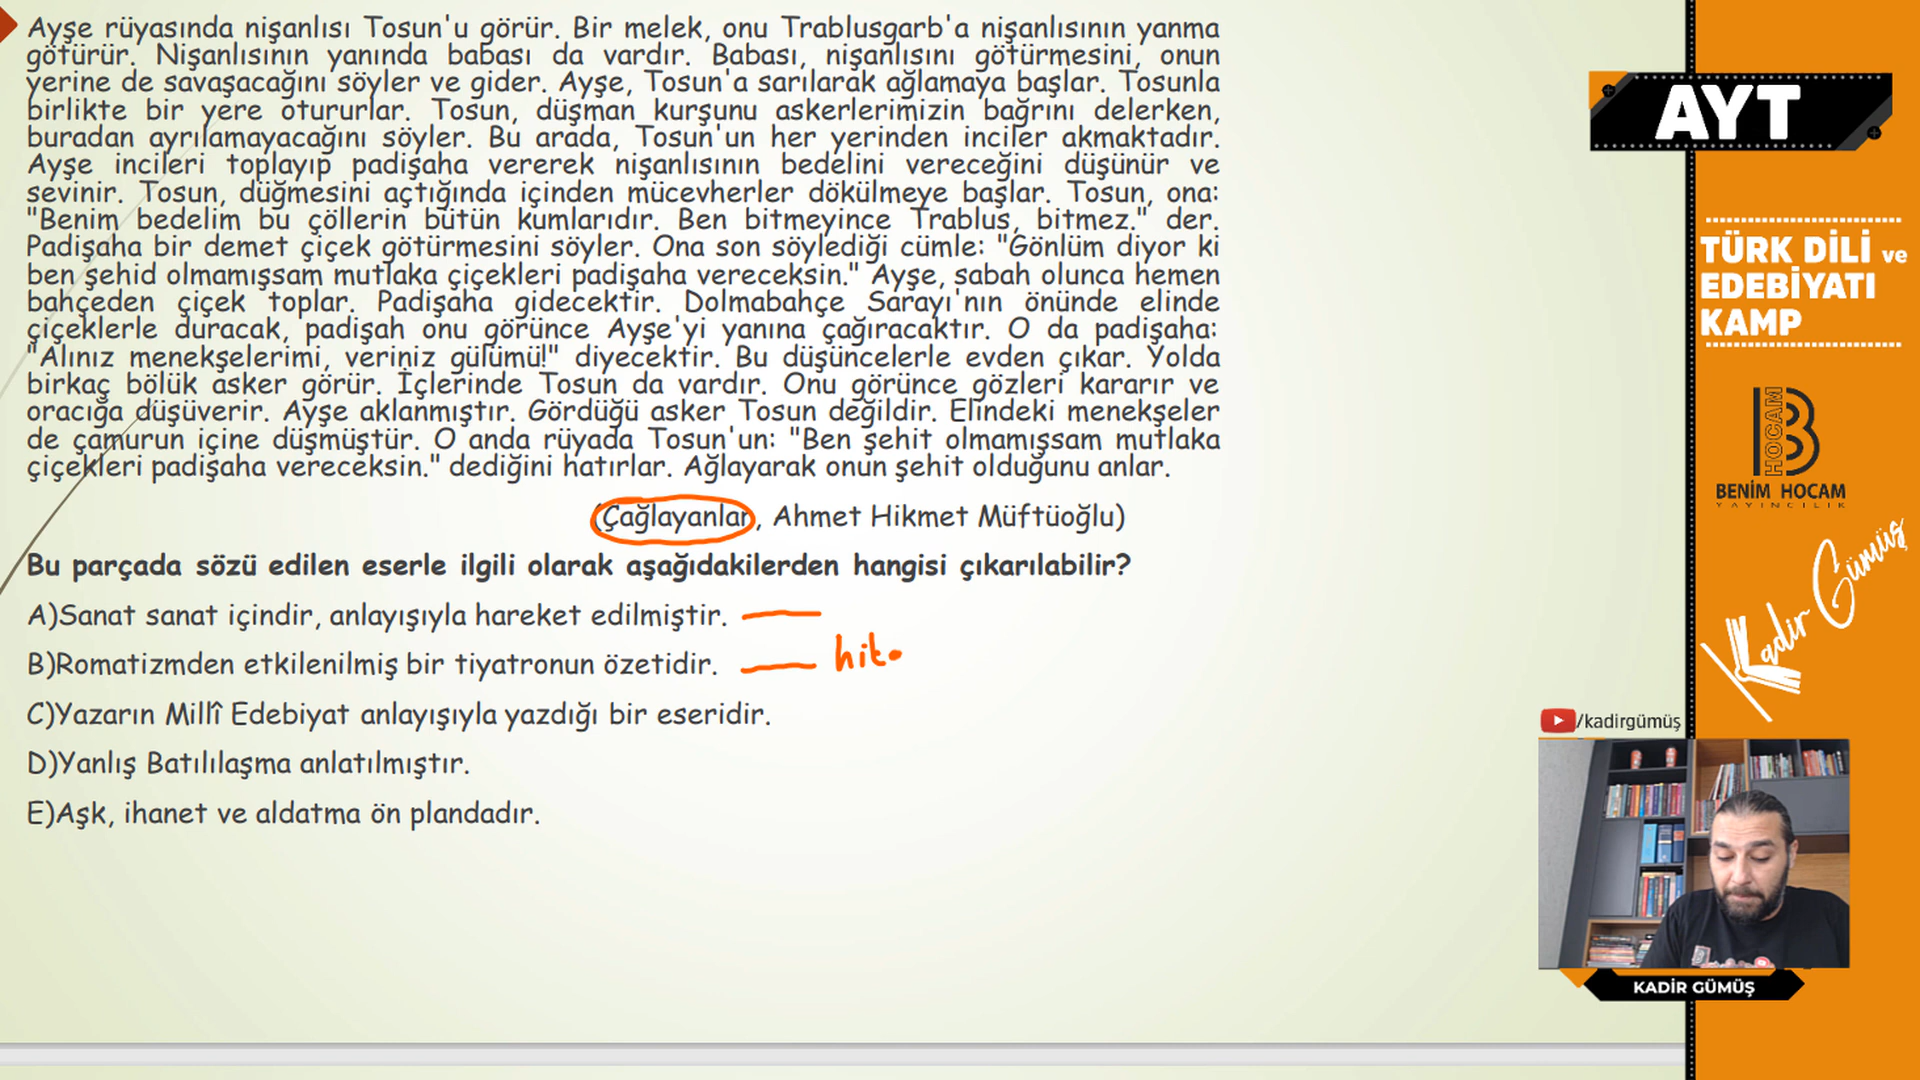 Ayşe rüyasında nişanlısı Tosun'u görür. Bir melek, onu Trablusgarb'a nişanlısının yanma
götürür. Nişanlısının yanında babası da vardır. Babası, nişanlısını götürmesini, onun
yerine de savaşacağını söyler ve gider. Ayşe, Tosun'a sarılarak ağlamaya başlar. Tosunla
birlikte bir yere otururlar. Tosun, düşman kurşunu askerlerimizin bağrını delerken,
buradan ayrılamayacağını söyler. Bu arada, Tosun'un her yerinden inciler akmaktadır.
Ayşe incileri toplayıp padişaha vererek nişanlısının bedelini vereceğini düşünür ve
sevinir. Tosun, düğmesini açtığında içinden mücevherler dökülmeye başlar. Tosun, ona:
"Benim bedelim bu çöllerin bütün kumlarıdır. Ben bitmeyince Trablus, bitmez." der.
Padişaha bir demet çiçek götürmesini söyler. Ona son söylediği cümle: "Gönlüm diyor ki
ben şehid olmamışsam mutlaka çiçekleri padişaha vereceksin." Ayşe, sabah olunca hemen
bahçeden çiçek toplar. Padişaha gidecektir. Dolmabahçe Sarayı'nın önünde elinde
çiçeklerle duracak, padişah onu görünce Ayşe'yi yanına çağıracaktır. O da padişaha:
"Alınız menekşelerimi, veriniz gülümü!" diyecektir. Bu düşüncelerle evden çıkar. Yolda
birkaç bölük asker görür. İçlerinde Tosun da vardır. Onu görünce gözleri kararır ve
oracığa düşüverir. Ayşe aklanmıştır. Gördüğü asker Tosun değildir. Elindeki menekşeler
de çamurun içine düşmüştür. O anda rüyada Tosun'un: "Ben şehit olmamışsam mutlaka
çiçekleri padişaha vereceksin." dediğini hatırlar. Ağlayarak onun şehit olduğunu anlar.
(Çağlayanlar, Ahmet Hikmet Müftüoğlu)
Bu parçada sözü edilen eserle ilgili olarak aşağıdakilerden hangisi çıkarılabilir?
A)Sanat sanat içindir, anlayışıyla hareket edilmiştir.
B)Romatizmden etkilenilmiş bir tiyatronun özetidir. hit
C)Yazarın Millî Edebiyat anlayışıyla yazdığı bir eseridir.
D)Yanlış Batılılaşma anlatılmıştır.
E)Aşk, ihanet ve aldatma ön plandadır.
AYT
TÜRK DİLİ ve
EDEBİYATI
KAMP
HOCAM
BENİM HOCAM
YAYINCILIK
Kadir Gümüş
/kadirgümüş
KADİR GÜMÜŞ